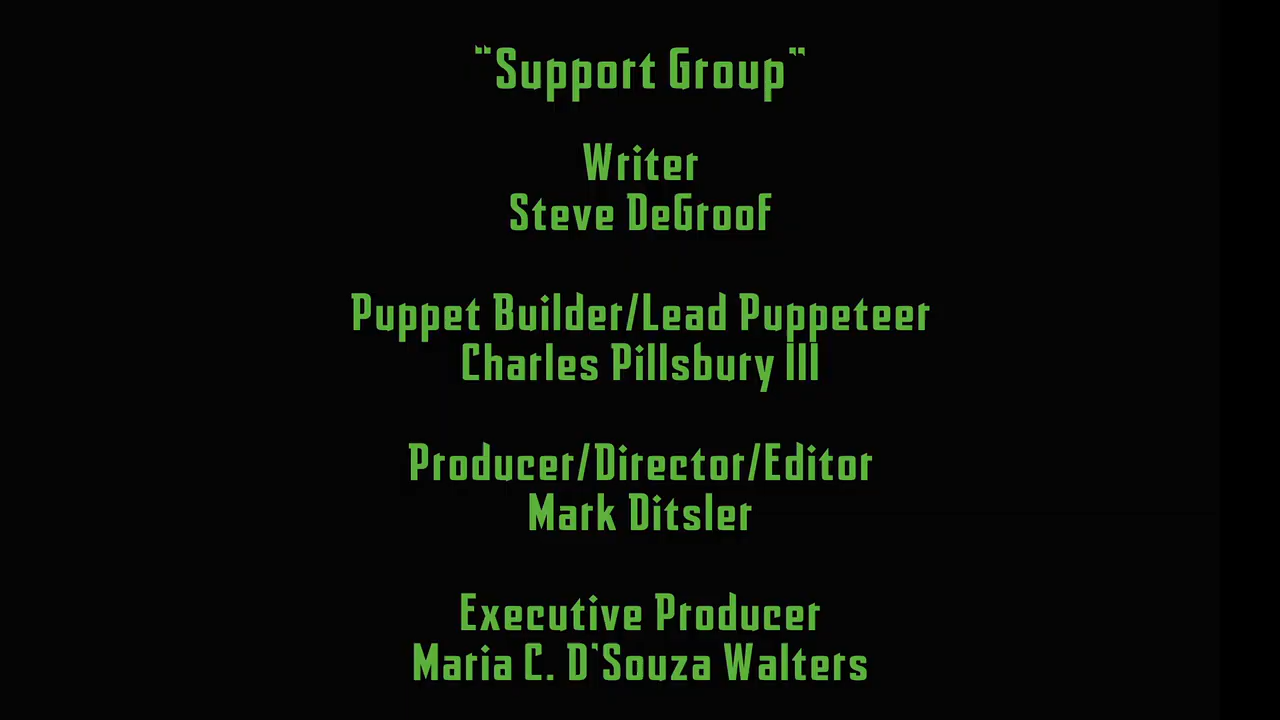 "Support Group"
Writer
Steve DeGroof
Puppet Builder/Lead Puppeteer
Charles Pillsbury III
Producer/Director/Editor
Mark Ditsler
Executive Producer
Maria C. D'Souza Walters